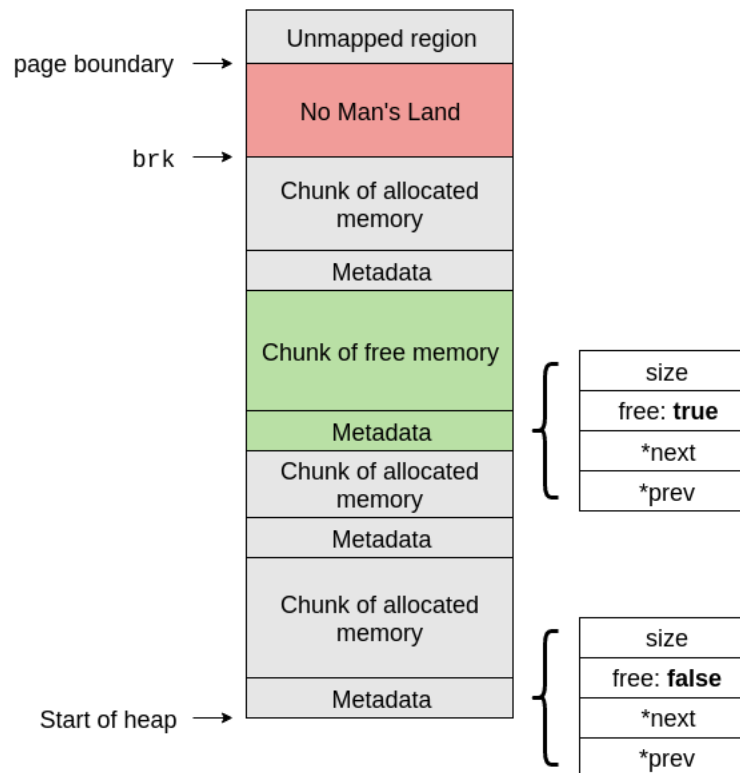 Unmapped region
page boundary
No Man's Land
brk
Chunk of allocated
memory
Metadata
Chunk of free memory
Metadata
size
free: true
*next
*prev
Chunk of allocated
memory
Metadata
Chunk of allocated
memory
Metadata
Start of heap
size
free: false
*next
*prev